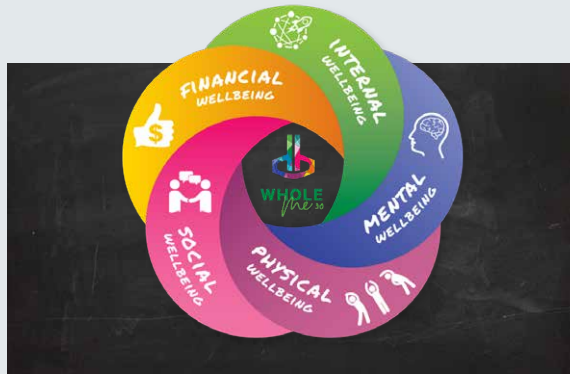 INTERNAL
WELLBEING
MENTAL
WELLBEING
PHYSICAL
WELLBEING
SOCIAL
WELLBEING
FINANCIAL
WELLBEING
$
WHOLE
me